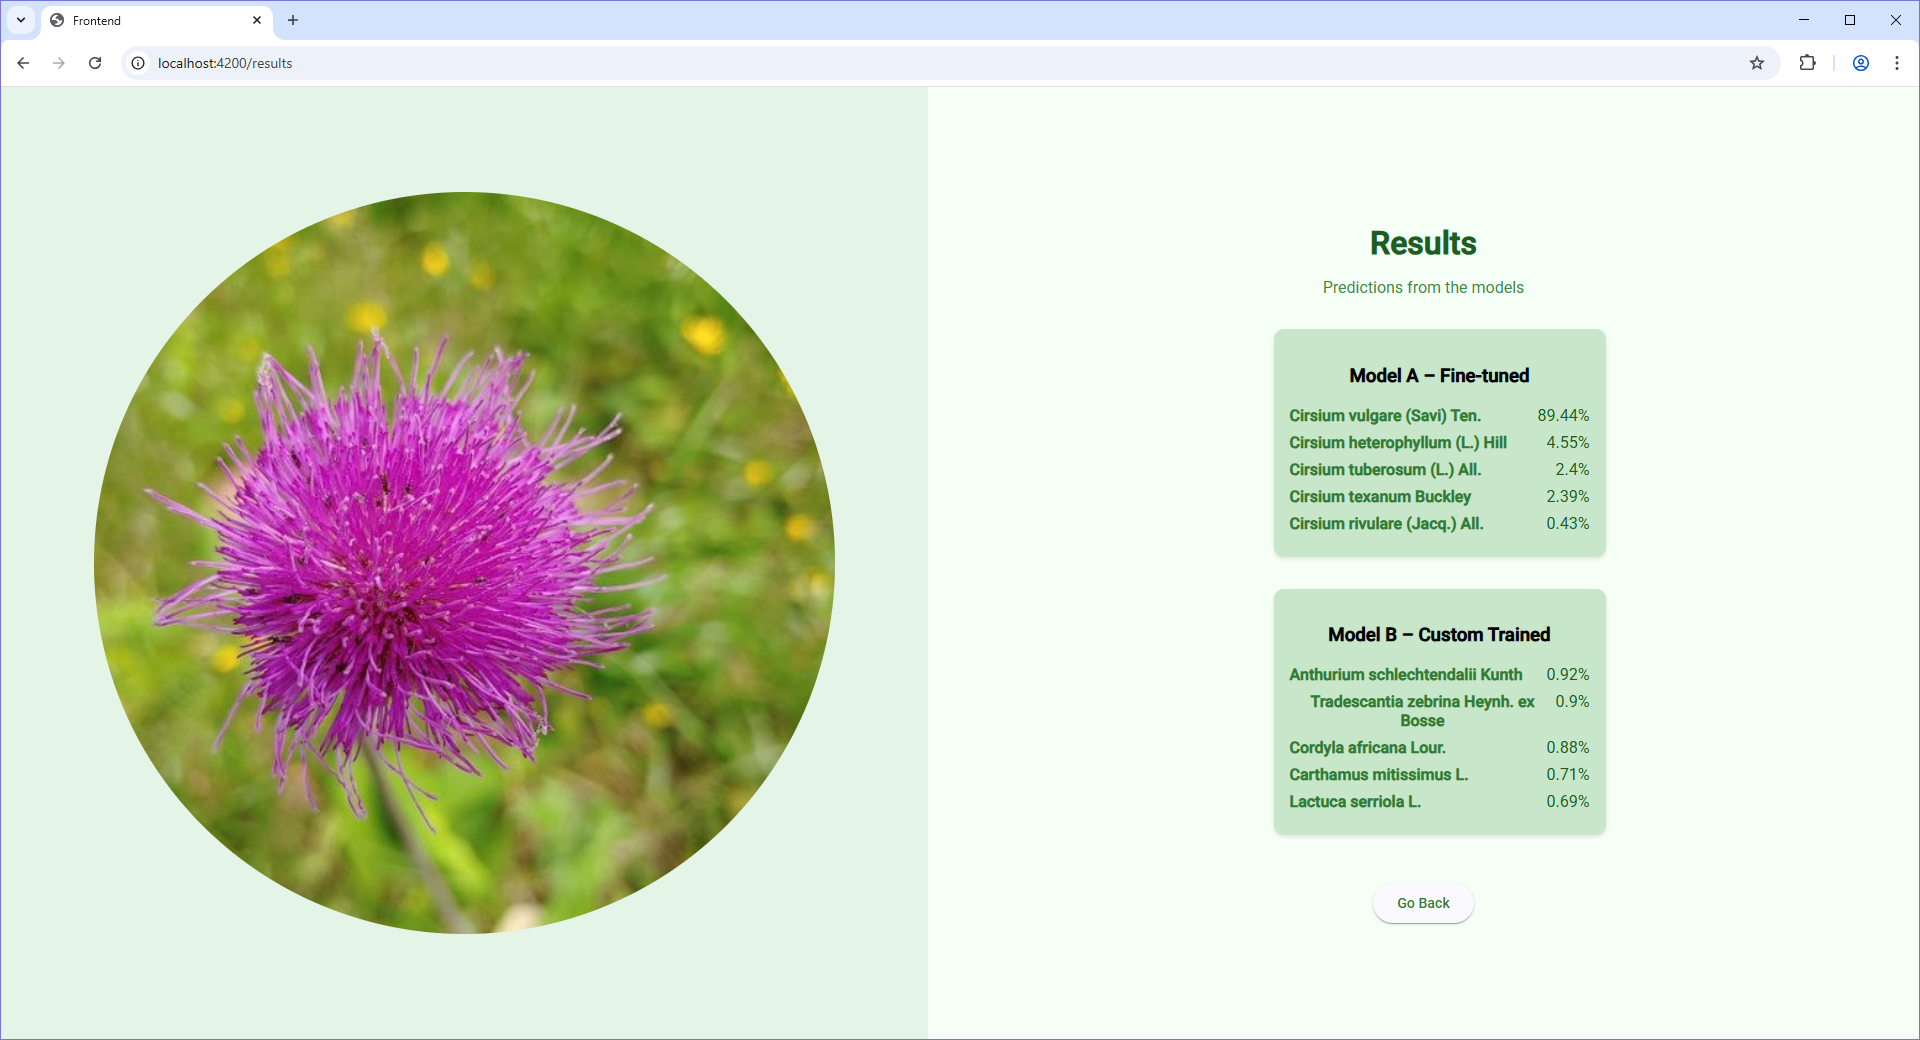 Frontend
localhost:4200/results
Results
Predictions from the models
Model A – Fine-tuned
Cirsium vulgare (Savi) Ten. 89.44%
Cirsium heterophyllum (L.) Hill 4.55%
Cirsium tuberosum (L.) All. 2.4%
Cirsium texanum Buckley 2.39%
Cirsium rivulare (Jacq.) All. 0.43%
Model B – Custom Trained
Anthurium schlechtendalii Kunth 0.92%
Tradescantia zebrina Heynh. ex 0.9%
Bosse
Cordyla africana Lour. 0.88%
Carthamus mitissimus L. 0.71%
Lactuca serriola L. 0.69%
Go Back